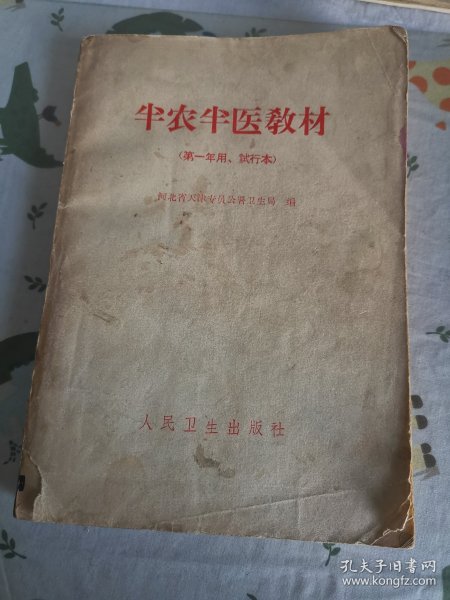 半农半医教材
(第一年用、試行本)
河北省天津专员公署卫生局 编
人民卫生出版社
孔夫子旧书网
www.kongfz.com